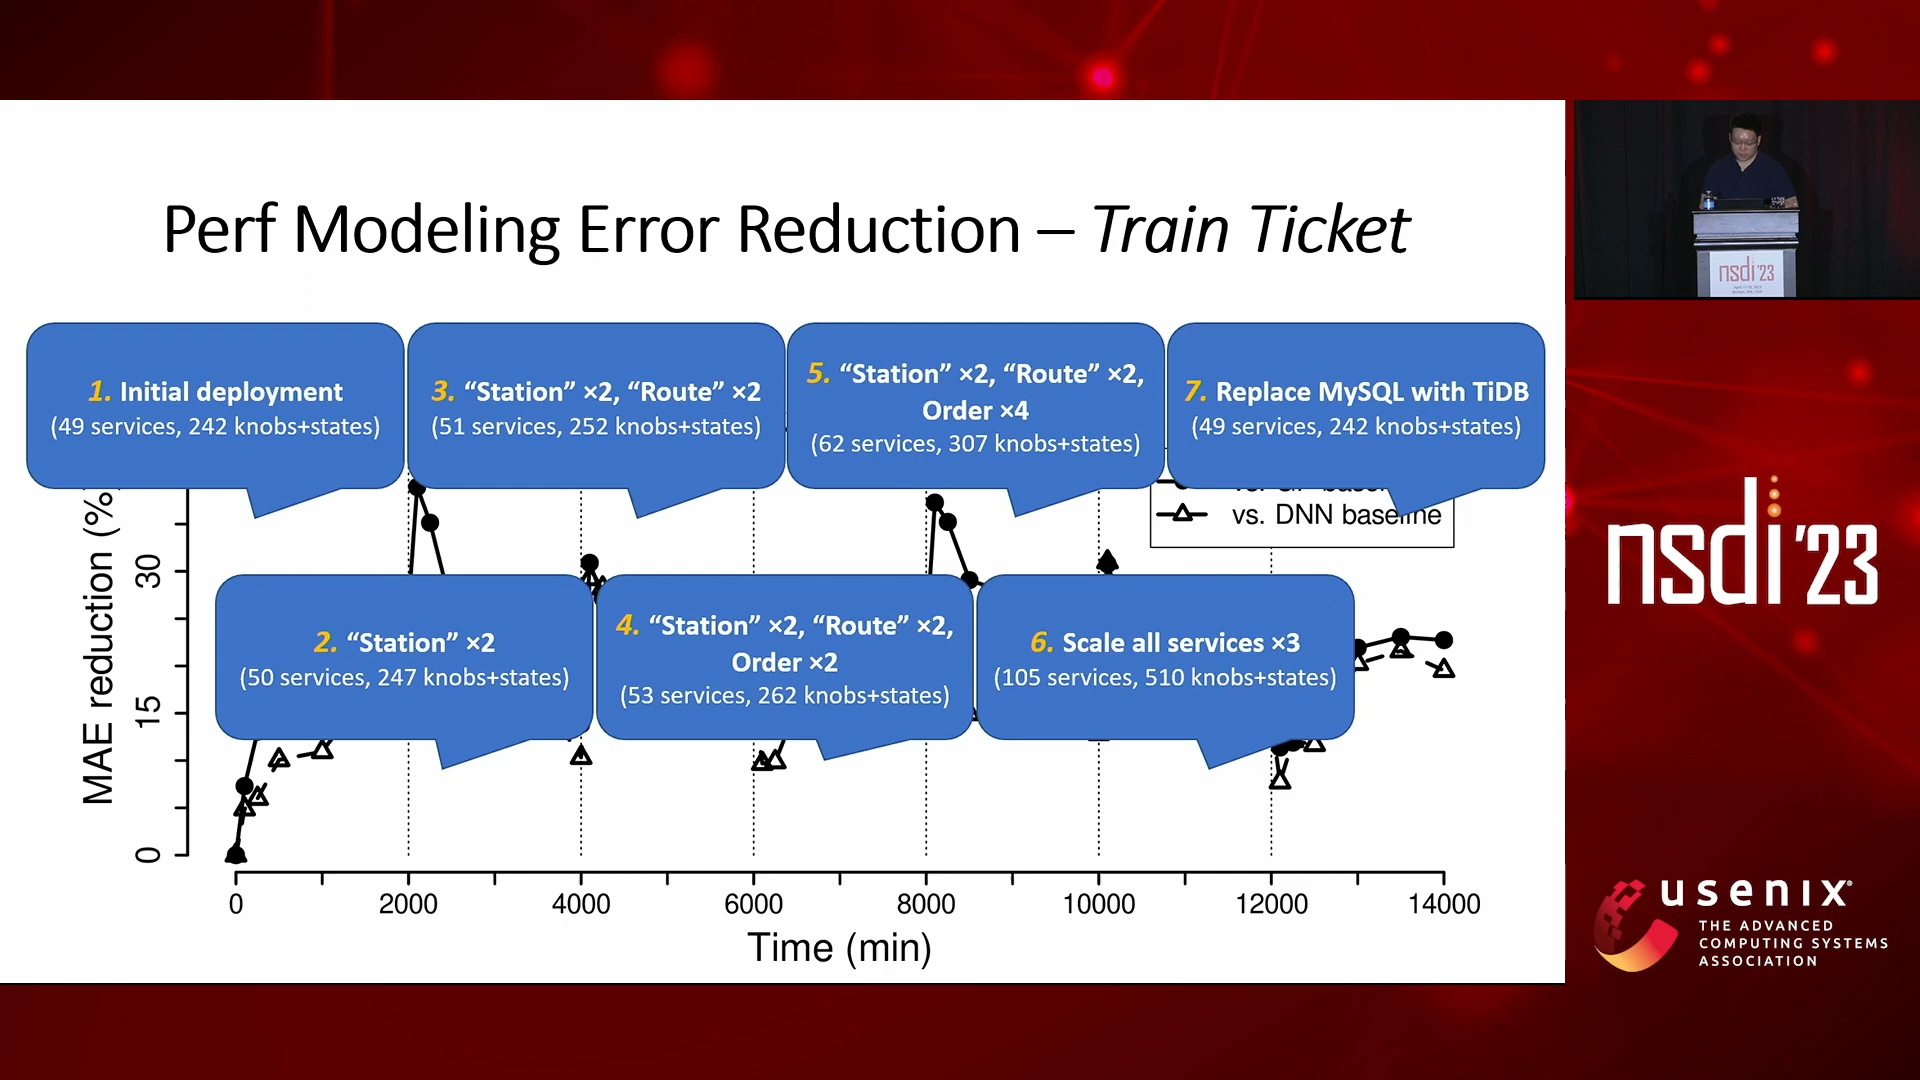 Perf Modeling Error Reduction – Train Ticket
1. Initial deployment
(49 services, 242 knobs+states)
3. “Station” ×2, “Route” ×2
(51 services, 252 knobs+states)
5. “Station” ×2, “Route” ×2,
Order ×4
(62 services, 307 knobs+states)
7. Replace MySQL with TiDB
(49 services, 242 knobs+states)
vs. DNN baseline
2. “Station” ×2
(50 services, 247 knobs+states)
4. “Station” ×2, “Route” ×2,
Order ×2
(53 services, 262 knobs+states)
6. Scale all services ×3
(105 services, 510 knobs+states)
MAE reduction (%
30
15
0
0 2000 4000 6000 8000 10000 12000 14000
Time (min)
nsdi '23
nsdi '23
usenix
THE ADVANCED
COMPUTING SYSTEMS
ASSOCIATION